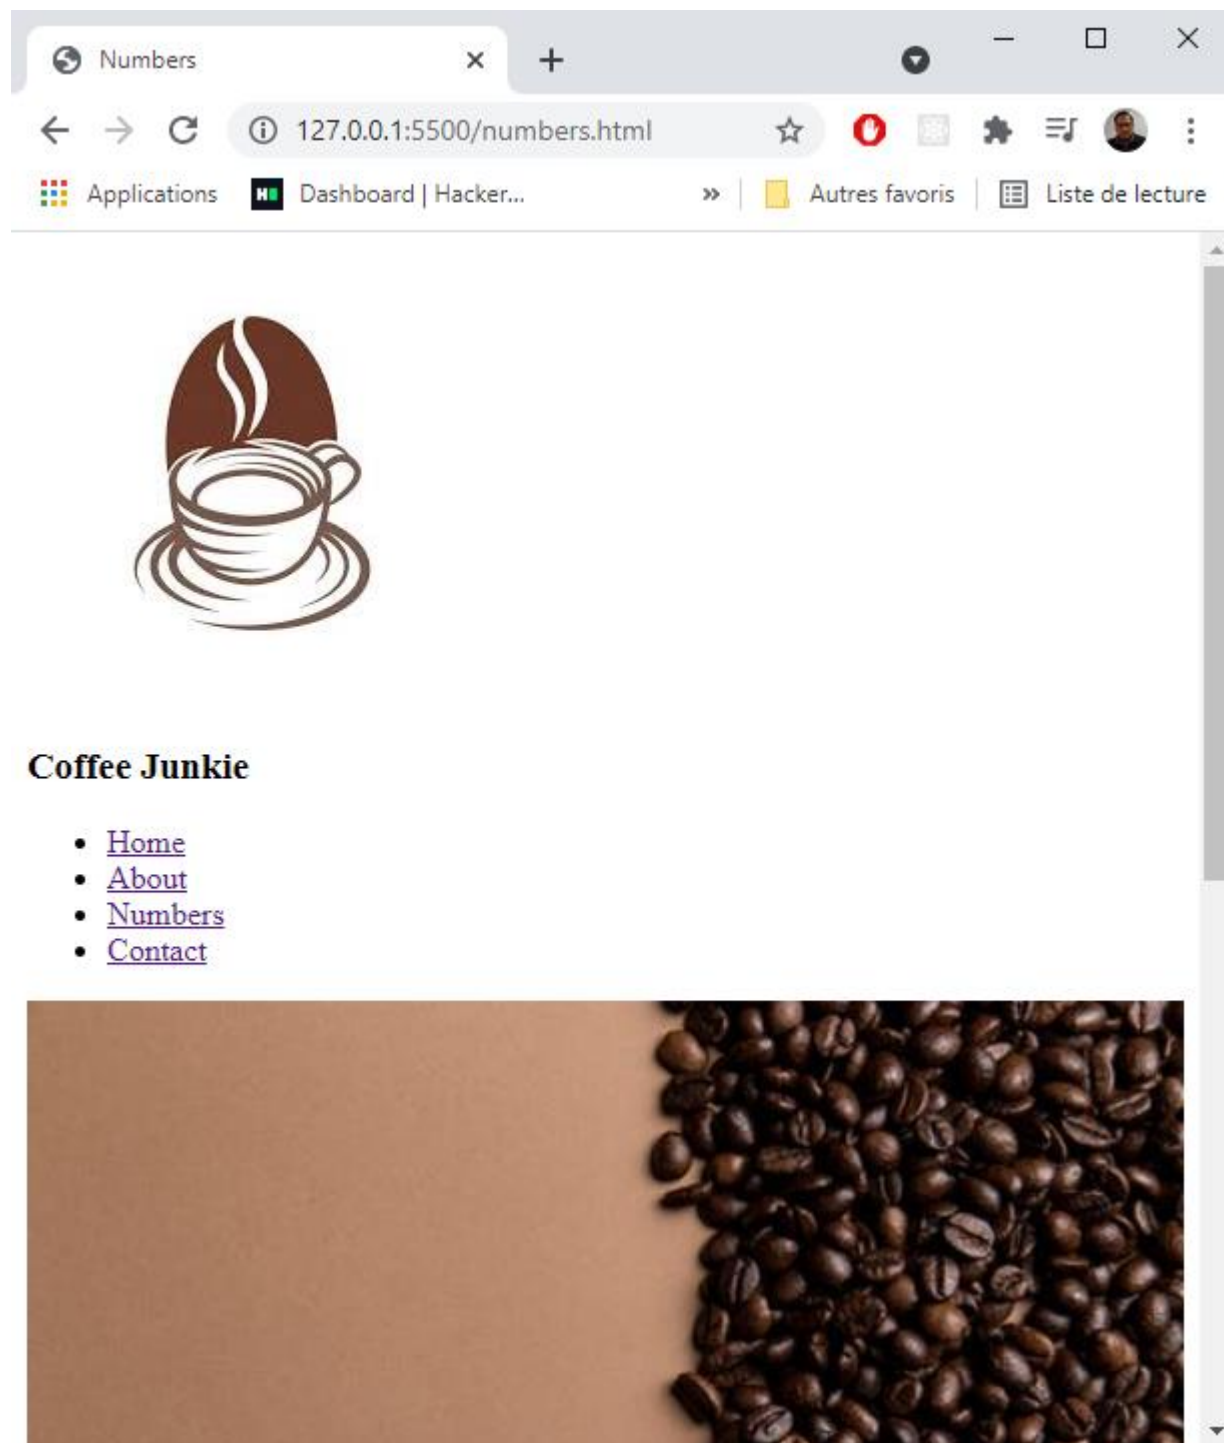 Numbers
127.0.0.1:5500/numbers.html
Applications Dashboard | Hacker... » Autres favoris Liste de lecture
Coffee Junkie
Home
About
Numbers
Contact